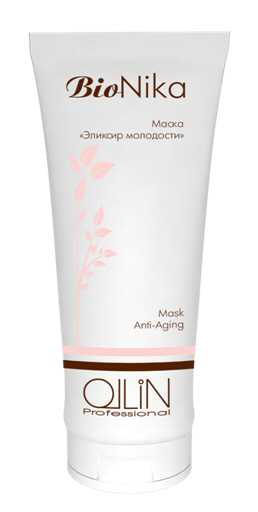 BioNika
Маска
«Эликсир молодости»
Mask
Anti-Aging
OLLIN
Professional